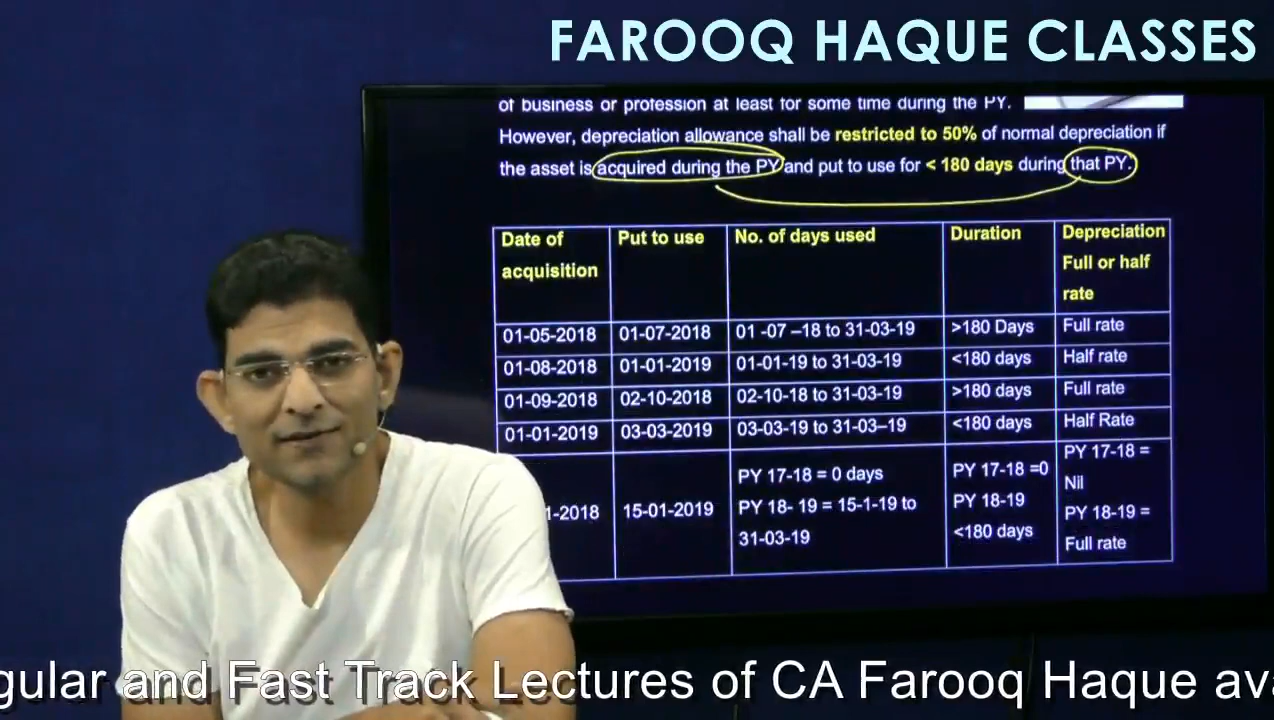 FAROOQ HAQUE CLASSES
of business or profession at least for some time during the PY.
However, depreciation allowance shall be restricted to 50% of normal depreciation if
the asset is acquired during the PY and put to use for < 180 days during that PY.
Date of acquisition Put to use No. of days used Duration Depreciation Full or half rate
01-05-2018 01-07-2018 01 -07 –18 to 31-03-19 >180 Days Full rate
01-08-2018 01-01-2019 01-01-19 to 31-03-19 <180 days Half rate
01-09-2018 02-10-2018 02-10-18 to 31-03-19 >180 days Full rate
01-01-2019 03-03-2019 03-03-19 to 31-03–19 <180 days Half Rate
1-2018 15-01-2019 PY 17-18 = 0 days PY 18- 19 = 15-1-19 to 31-03-19 PY 17-18 =0 PY 18-19 <180 days PY 17-18 = Nil PY 18-19 = Full rate
gular and Fast Track Lectures of CA Farooq Haque ava